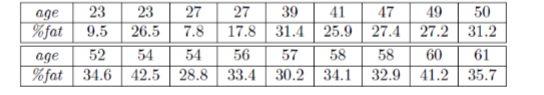 age 23 23 27 27 39 41 47 49 50
%fat 9.5 26.5 7.8 17.8 31.4 25.9 27.4 27.2 31.2
age 52 54 54 56 57 58 58 60 61
%fat 34.6 42.5 28.8 33.4 30.2 34.1 32.9 41.2 35.7